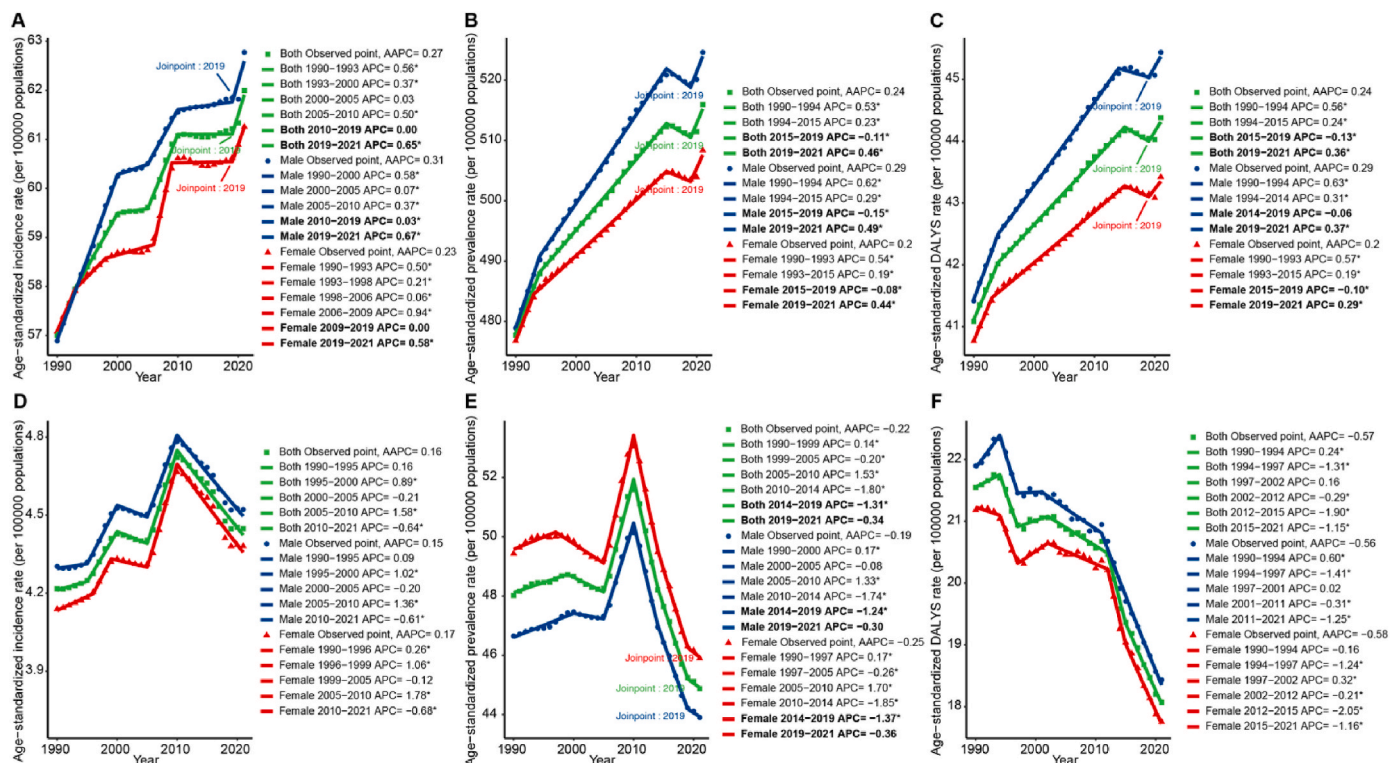 A
Age−standardized incidence rate (per 100000 populations)
63
62
61
60
59
58
57
1990
2000
2010
2020
Year
Joinpoint : 2019
Joinpoint : 2019
Joinpoint : 2019
Both Observed point, AAPC= 0.27
Both 1990−1993 APC= 0.56*
Both 1993−2000 APC= 0.37*
Both 2000−2005 APC= 0.03
Both 2005−2010 APC= 0.50*
Both 2010−2019 APC= 0.00
Both 2019−2021 APC= 0.65*
Male Observed point, AAPC= 0.31
Male 1990−2000 APC= 0.58*
Male 2000−2005 APC= 0.07*
Male 2005−2010 APC= 0.37*
Male 2010−2019 APC= 0.03*
Male 2019−2021 APC= 0.67*
Female Observed point, AAPC= 0.23
Female 1990−1993 APC= 0.50*
Female 1993−1998 APC= 0.21*
Female 1998−2006 APC= 0.06*
Female 2006−2009 APC= 0.94*
Female 2009−2019 APC= 0.00
Female 2019−2021 APC= 0.58*
B
Age−standardized prevalence rate (per 100000 populations)
520
510
500
490
480
1990
2000
2010
2020
Year
Joinpoint : 2019
Joinpoint : 2019
Joinpoint : 2019
Both Observed point, AAPC= 0.24
Both 1990−1994 APC= 0.53*
Both 1994−2015 APC= 0.23*
Both 2015−2019 APC= −0.11*
Both 2019−2021 APC= 0.46*
Male Observed point, AAPC= 0.29
Male 1990−1994 APC= 0.62*
Male 1994−2015 APC= 0.29*
Male 2015−2019 APC= −0.15*
Male 2019−2021 APC= 0.49*
Female Observed point, AAPC= 0.2
Female 1990−1993 APC= 0.54*
Female 1993−2015 APC= 0.19*
Female 2015−2019 APC= −0.08*
Female 2019−2021 APC= 0.44*
C
Age−standardized DALYS rate (per 100000 populations)
45
44
43
42
41
1990
2000
2010
2020
Year
Joinpoint : 2019
Joinpoint : 2019
Joinpoint : 2019
Both Observed point, AAPC= 0.24
Both 1990−1994 APC= 0.56*
Both 1994−2015 APC= 0.24*
Both 2015−2019 APC= −0.13*
Both 2019−2021 APC= 0.36*
Male Observed point, AAPC= 0.29
Male 1990−1994 APC= 0.63*
Male 1994−2014 APC= 0.31*
Male 2014−2019 APC= −0.06
Male 2019−2021 APC= 0.37*
Female Observed point, AAPC= 0.2
Female 1990−1993 APC= 0.57*
Female 1993−2015 APC= 0.19*
Female 2015−2019 APC= −0.10*
Female 2019−2021 APC= 0.29*
D
Age−standardized incidence rate (per 100000 populations)
4.8
4.5
4.2
3.9
1990
2000
2010
2020
Year
Both Observed point, AAPC= 0.16
Both 1990−1995 APC= 0.16
Both 1995−2000 APC= 0.89*
Both 2000−2005 APC= −0.21
Both 2005−2010 APC= 1.58*
Both 2010−2021 APC= −0.64*
Male Observed point, AAPC= 0.15
Male 1990−1995 APC= 0.09
Male 1995−2000 APC= 1.02*
Male 2000−2005 APC= −0.20
Male 2005−2010 APC= 1.36*
Male 2010−2021 APC= −0.61*
Female Observed point, AAPC= 0.17
Female 1990−1996 APC= 0.26*
Female 1996−1999 APC= 1.06*
Female 1999−2005 APC= −0.12
Female 2005−2010 APC= 1.78*
Female 2010−2021 APC= −0.68*
E
Age−standardized prevalence rate (per 100000 populations)
52
50
48
46
44
1990
2000
2010
2020
Year
Joinpoint : 2019
Joinpoint : 2019
Joinpoint : 2019
Both Observed point, AAPC= −0.22
Both 1990−1999 APC= 0.14*
Both 1999−2005 APC= −0.20*
Both 2005−2010 APC= 1.53*
Both 2010−2014 APC= −1.80*
Both 2014−2019 APC= −1.31*
Both 2019−2021 APC= −0.34
Male Observed point, AAPC= −0.19
Male 1990−2000 APC= 0.17*
Male 2000−2005 APC= −0.08
Male 2005−2010 APC= 1.33*
Male 2010−2014 APC= −1.74*
Male 2014−2019 APC= −1.24*
Male 2019−2021 APC= −0.30
Female Observed point, AAPC= −0.25
Female 1990−1997 APC= 0.17*
Female 1997−2005 APC= −0.26*
Female 2005−2010 APC= 1.70*
Female 2010−2014 APC= −1.85*
Female 2014−2019 APC= −1.37*
Female 2019−2021 APC= −0.36
F
Age−standardized DALYS rate (per 100000 populations)
22
21
20
19
18
1990
2000
2010
2020
Year
Both Observed point, AAPC= −0.57
Both 1990−1994 APC= 0.24*
Both 1994−1997 APC= −1.31*
Both 1997−2002 APC= 0.16
Both 2002−2012 APC= −0.29*
Both 2012−2015 APC= −1.90*
Both 2015−2021 APC= −1.15*
Male Observed point, AAPC= −0.56
Male 1990−1994 APC= 0.60*
Male 1994−1997 APC= −1.41*
Male 1997−2001 APC= 0.02
Male 2001−2011 APC= −0.31*
Male 2011−2021 APC= −1.25*
Female Observed point, AAPC= −0.58
Female 1990−1994 APC= −0.16
Female 1994−1997 APC= −1.24*
Female 1997−2002 APC= 0.32*
Female 2002−2012 APC= −0.21*
Female 2012−2015 APC= −2.05*
Female 2015−2021 APC= −1.16*